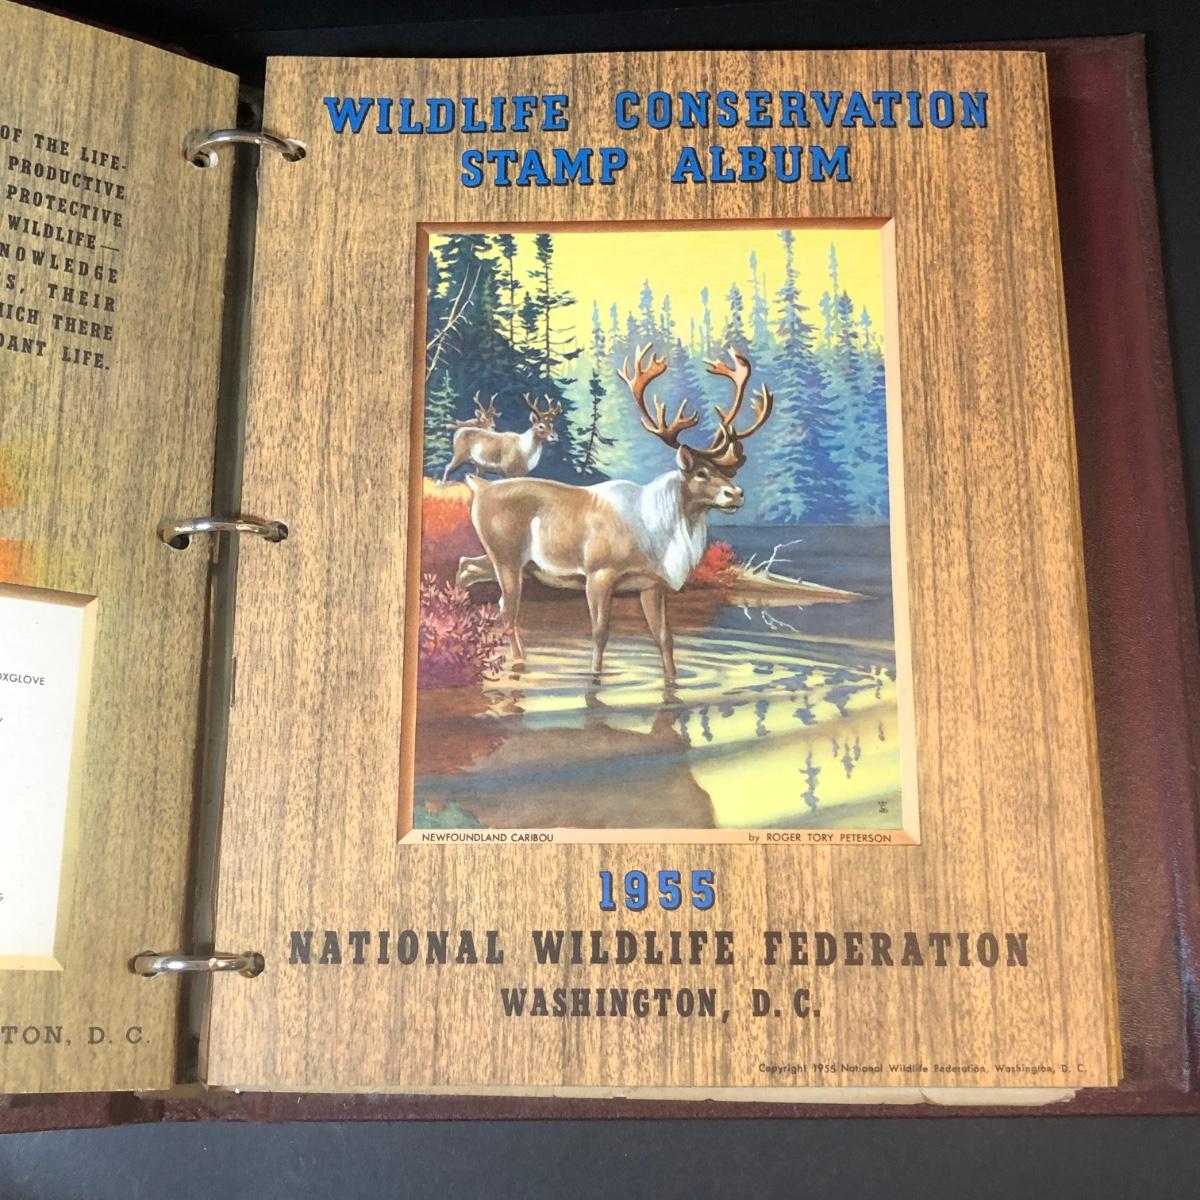 OF THE LIFE-
PRODUCTIVE
PROTECTIVE
WILDLIFE—
NOWLEDGE
S, THEIR
HICH THERE
DANT LIFE.
OXGLOVE
G
TON, D. C.
WILDLIFE CONSERVATION
STAMP ALBUM
NEWFOUNDLAND CARIBOU by ROGER TORY PETERSON
1955
NATIONAL WILDLIFE FEDERATION
WASHINGTON, D. C.
Copyright 1955 National Wildlife Federation, Washington, D. C.